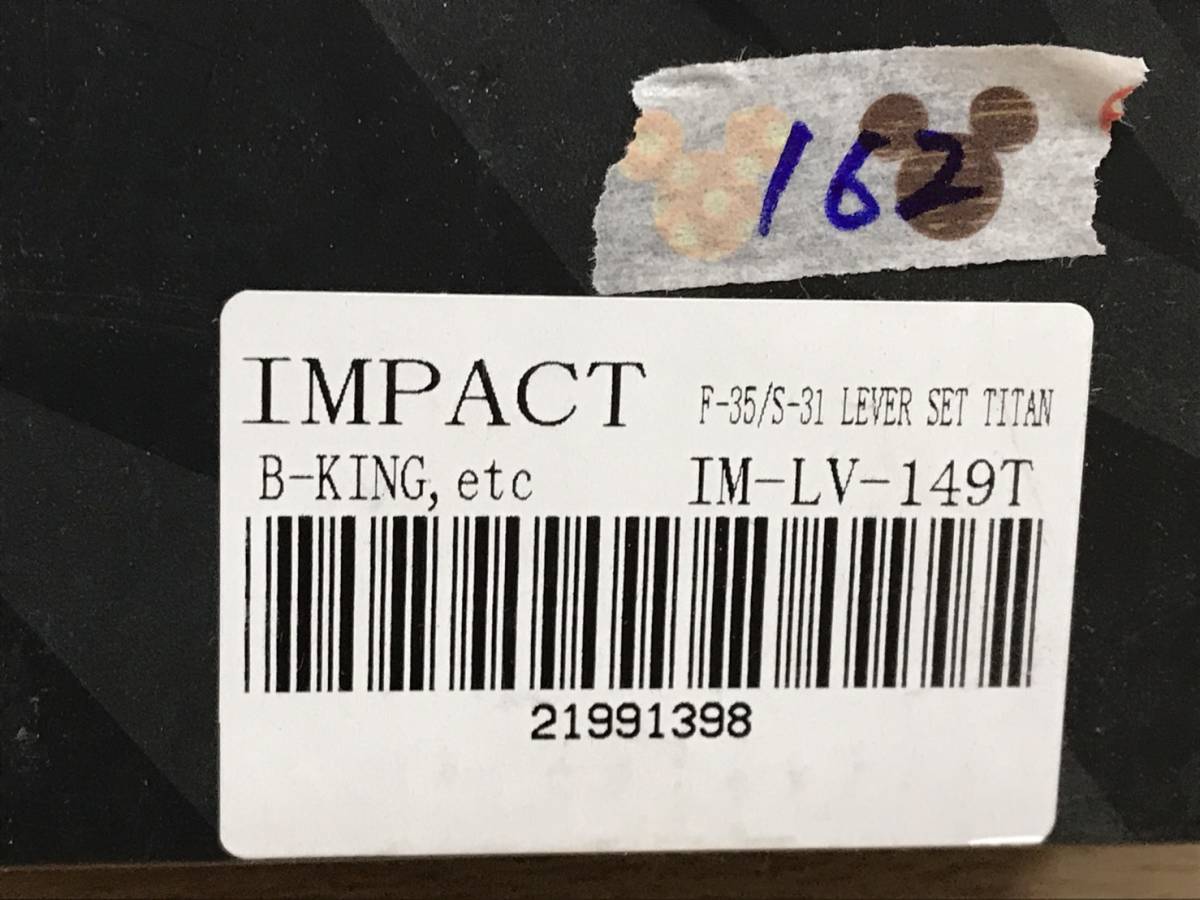 162
IMPACT F-35/S-31 LEVER SET TITAN
B-KING, etc IM-LV-149T
21991398